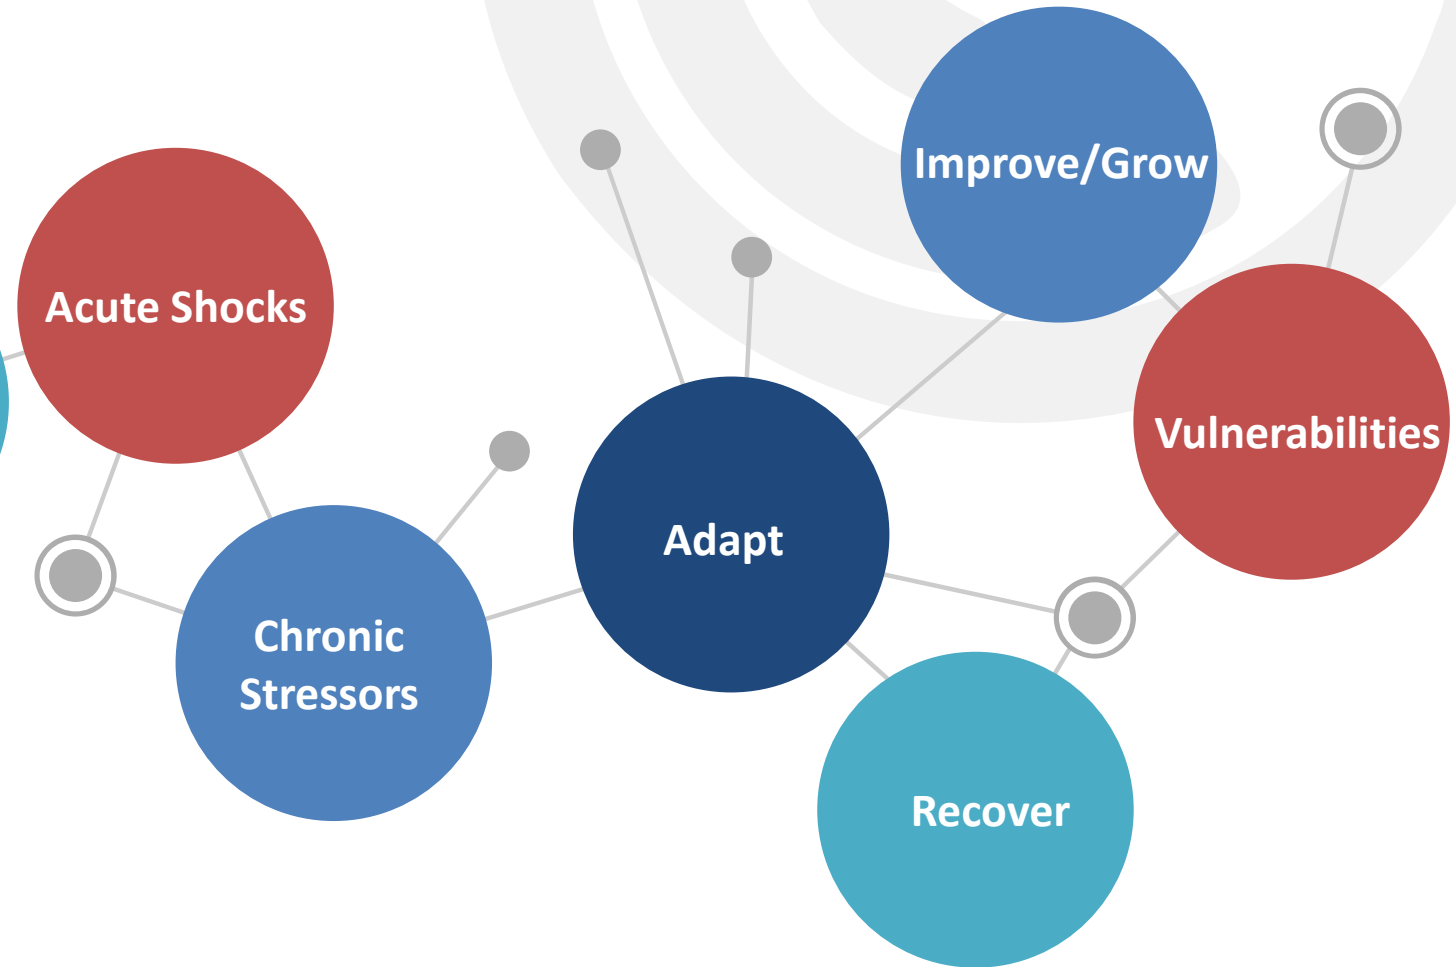 Improve/Grow
Acute Shocks
Vulnerabilities
Adapt
Chronic
Stressors
Recover